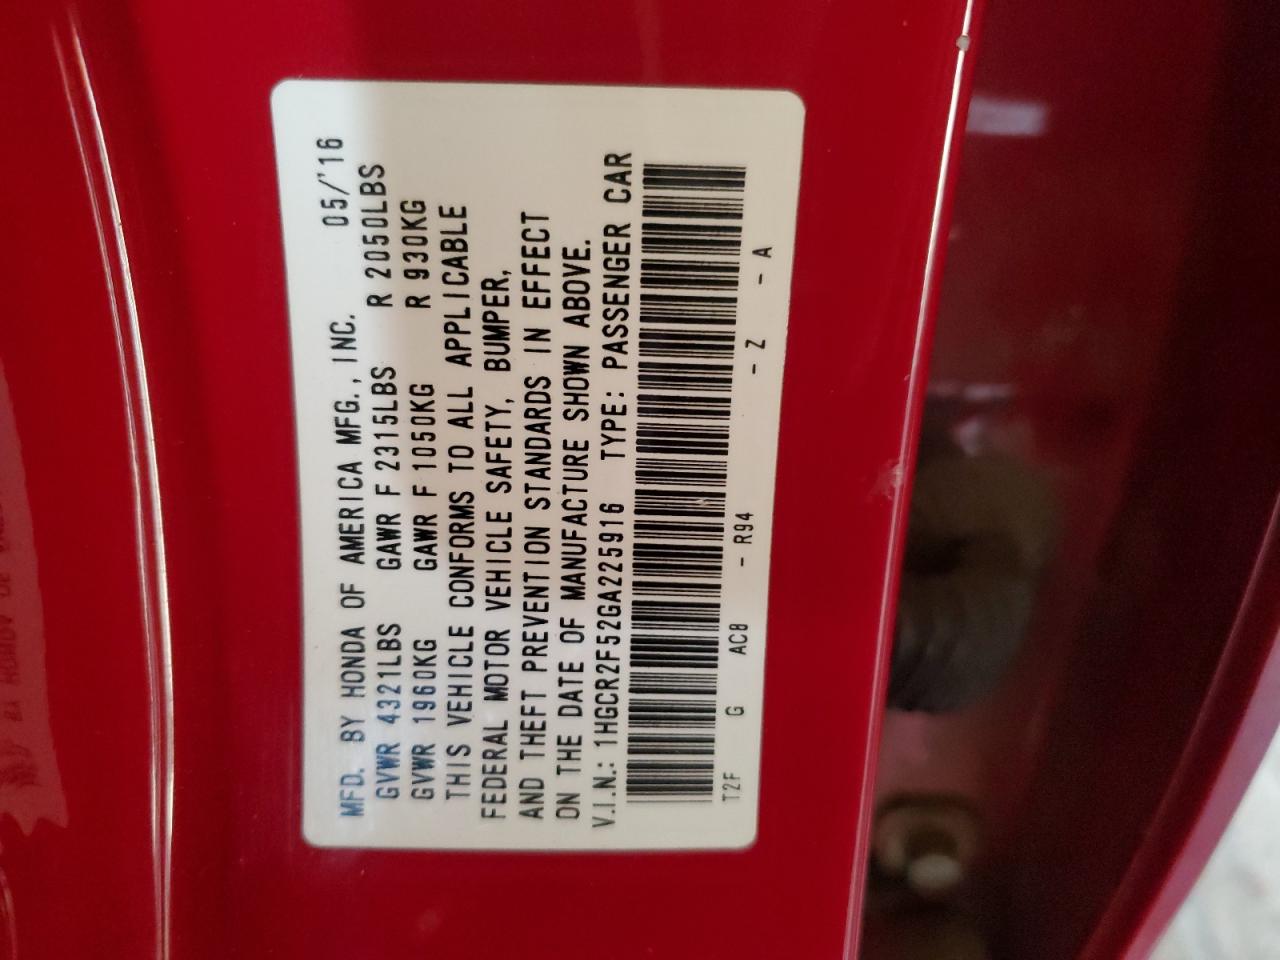 MFD. BY HONDA OF AMERICA MFG., INC. 05/'16
GVWR 4321LBS GAWR F 2315LBS R 2050LBS
GVWR 1960KG GAWR F 1050KG R 930KG
THIS VEHICLE CONFORMS TO ALL APPLICABLE
FEDERAL MOTOR VEHICLE SAFETY, BUMPER,
AND THEFT PREVENTION STANDARDS IN EFFECT
ON THE DATE OF MANUFACTURE SHOWN ABOVE.
V.I.N.: 1HGCR2F52GA225916 TYPE: PASSENGER CAR
T2F G AC8 - R94 - Z - A